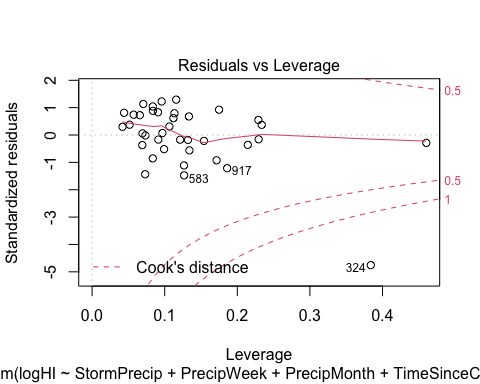 Residuals vs Leverage
Standardized residuals
2
1
0
-1
-3
-5
0.5
0.5
1
583
917
324
Cook's distance
0.0 0.1 0.2 0.3 0.4
Leverage
m(logHI ~ StormPrecip + PrecipWeek + PrecipMonth + TimeSinceC